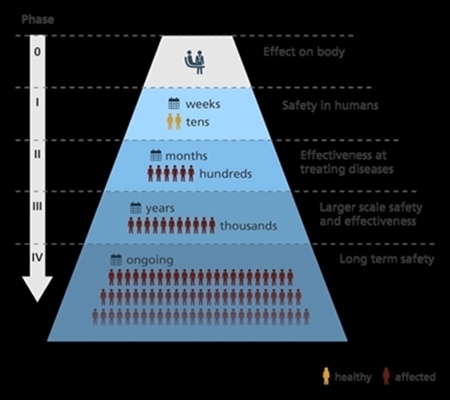 Phase
0
Effect on body
I
weeks
tens
Safety in humans
II
months
hundreds
Effectiveness at
treating diseases
III
years
thousands
Larger scale safety
and effectiveness
IV
ongoing
Long term safety
healthy
affected